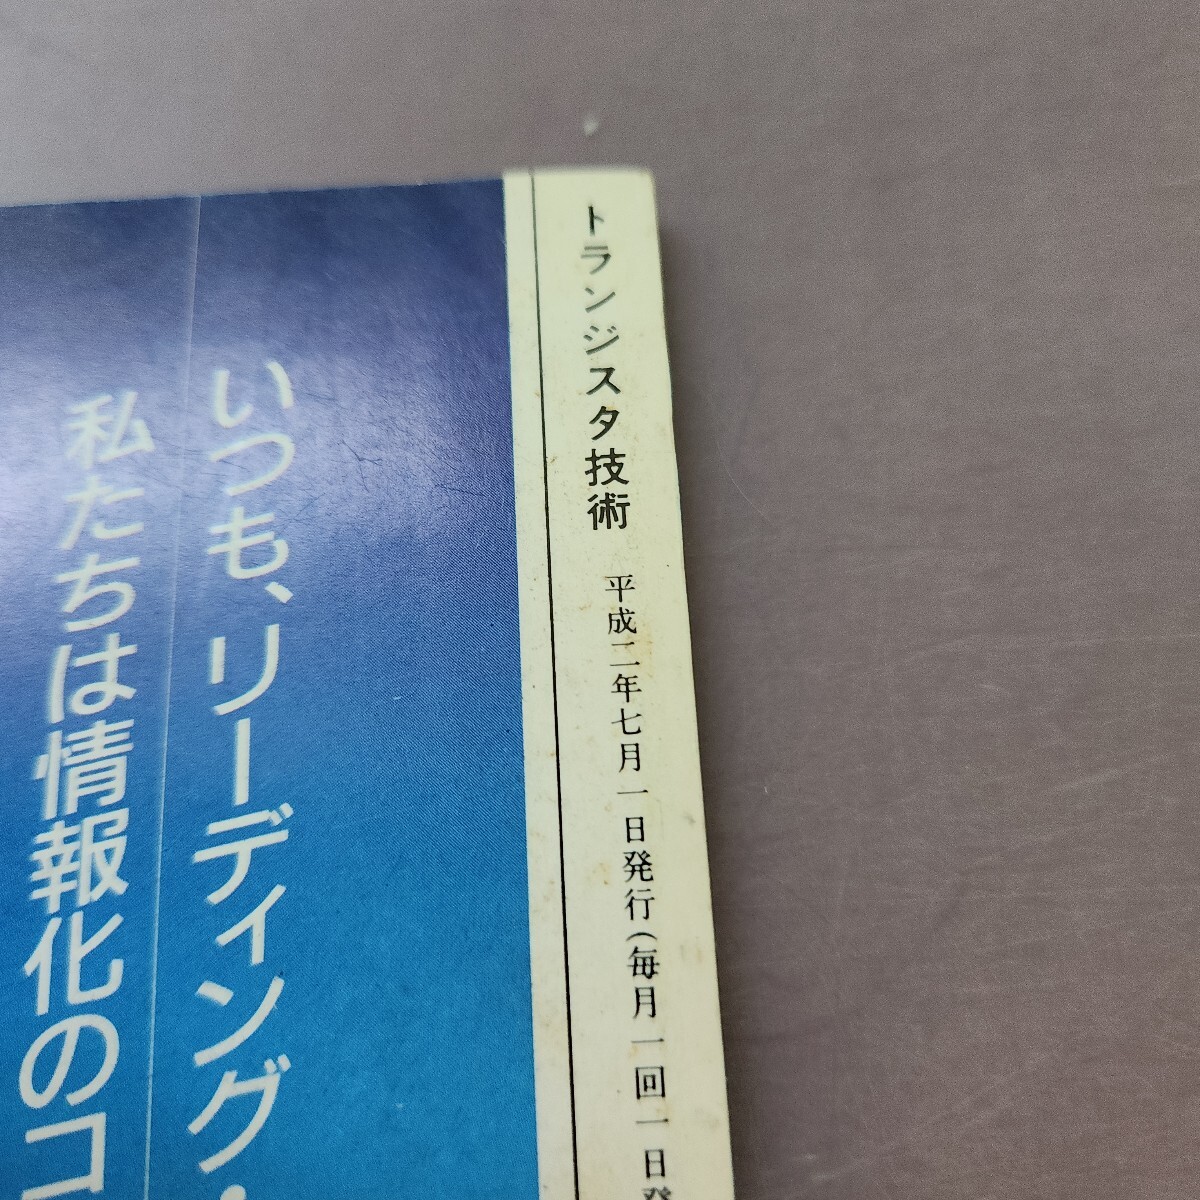 トランジスタ技術 平成二年七月一日発行(毎月一回一日発
いつも、リーディング・
私たちは情報化のコ